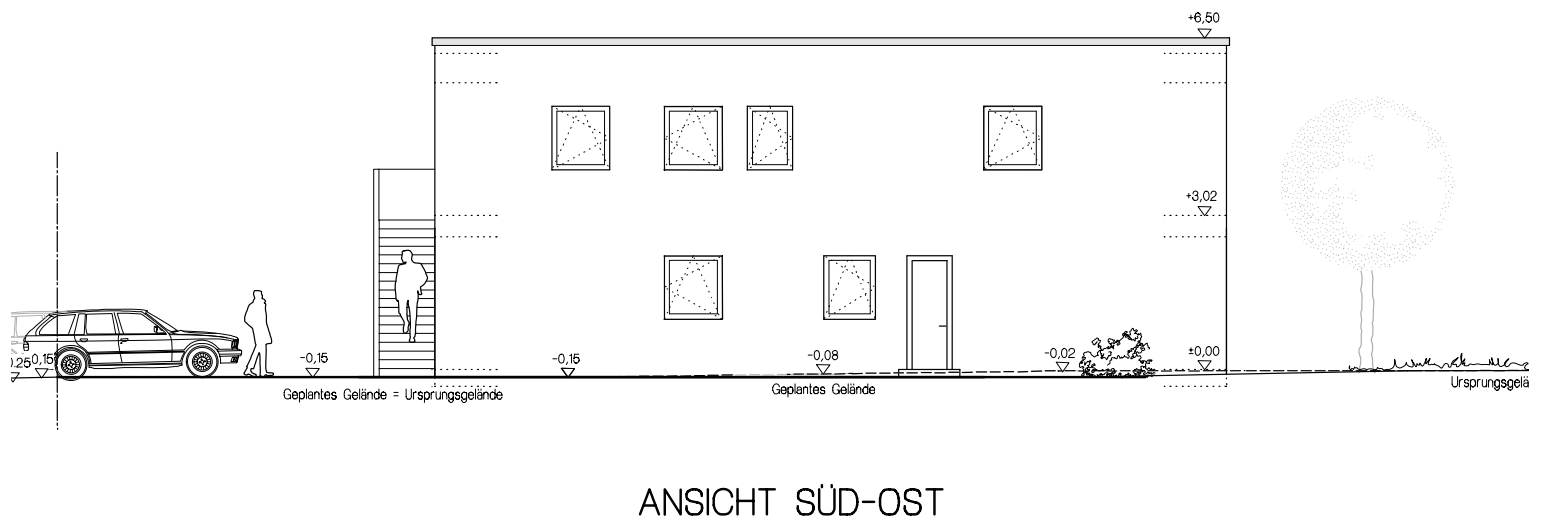 +6,50
+3,02
±0,00
-0,02
-0,08
-0,15
-0,15
0,15
0,25
Geplantes Gelände = Ursprungsgelände
Geplantes Gelände
Ursprungsgelä
ANSICHT SÜD-OST